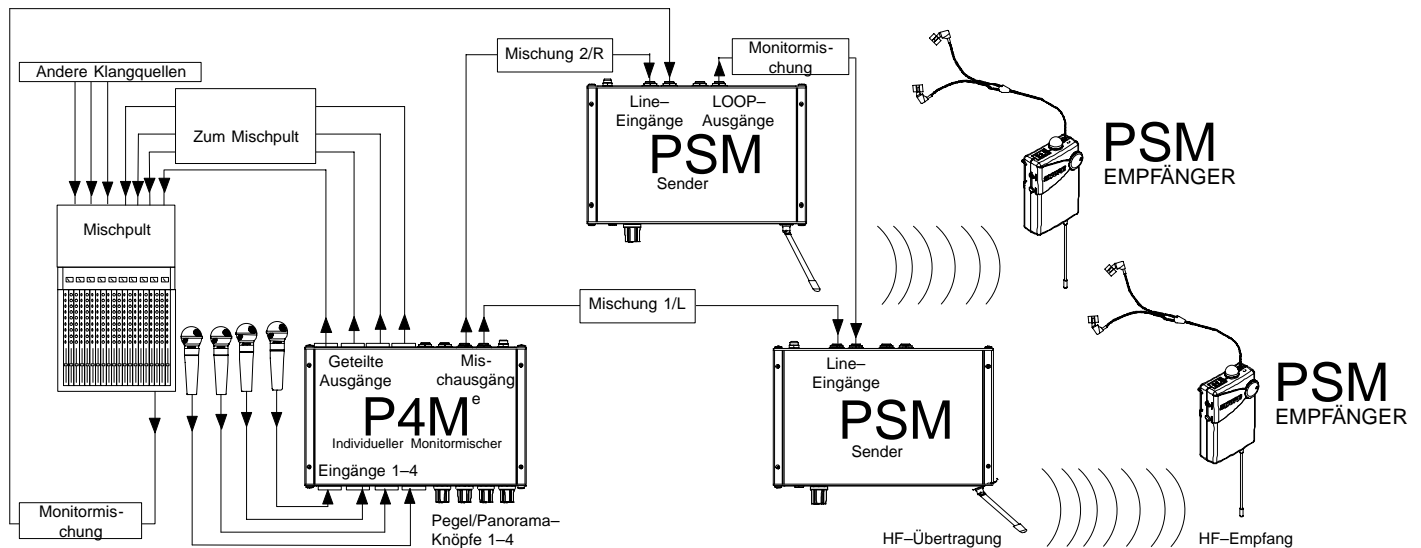 Mischung 2/R
Monitormis-
chung
Andere Klangquellen
Line–
Eingänge
LOOP–
Ausgänge
PSM
Sender
Zum Mischpult
PSM
EMPFÄNGER
Mischpult
Mischung 1/L
Geteilte
Ausgänge
Mis-
chausgäng
e
P4M
Individueller Monitormischer
Eingänge 1–4
Line–
Eingänge
PSM
Sender
PSM
EMPFÄNGER
Monitormis-
chung
Pegel/Panorama–
Knöpfe 1–4
HF–Übertragung
HF–Empfang